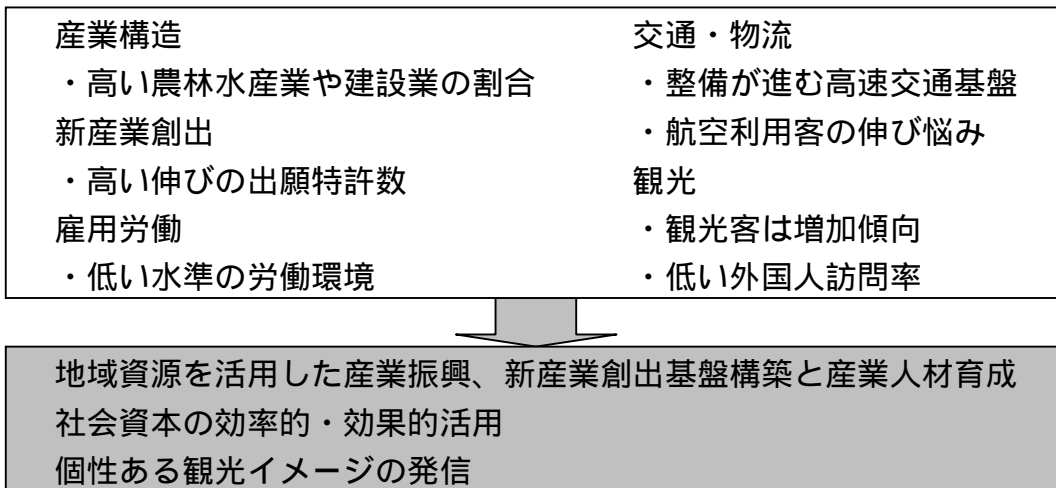 産業構造
・高い農林水産業や建設業の割合
新産業創出
・高い伸びの出願特許数
雇用労働
・低い水準の労働環境
交通・物流
・整備が進む高速交通基盤
・航空利用客の伸び悩み
観光
・観光客は増加傾向
・低い外国人訪問率
地域資源を活用した産業振興、新産業創出基盤構築と産業人材育成
社会資本の効率的・効果的活用
個性ある観光イメージの発信